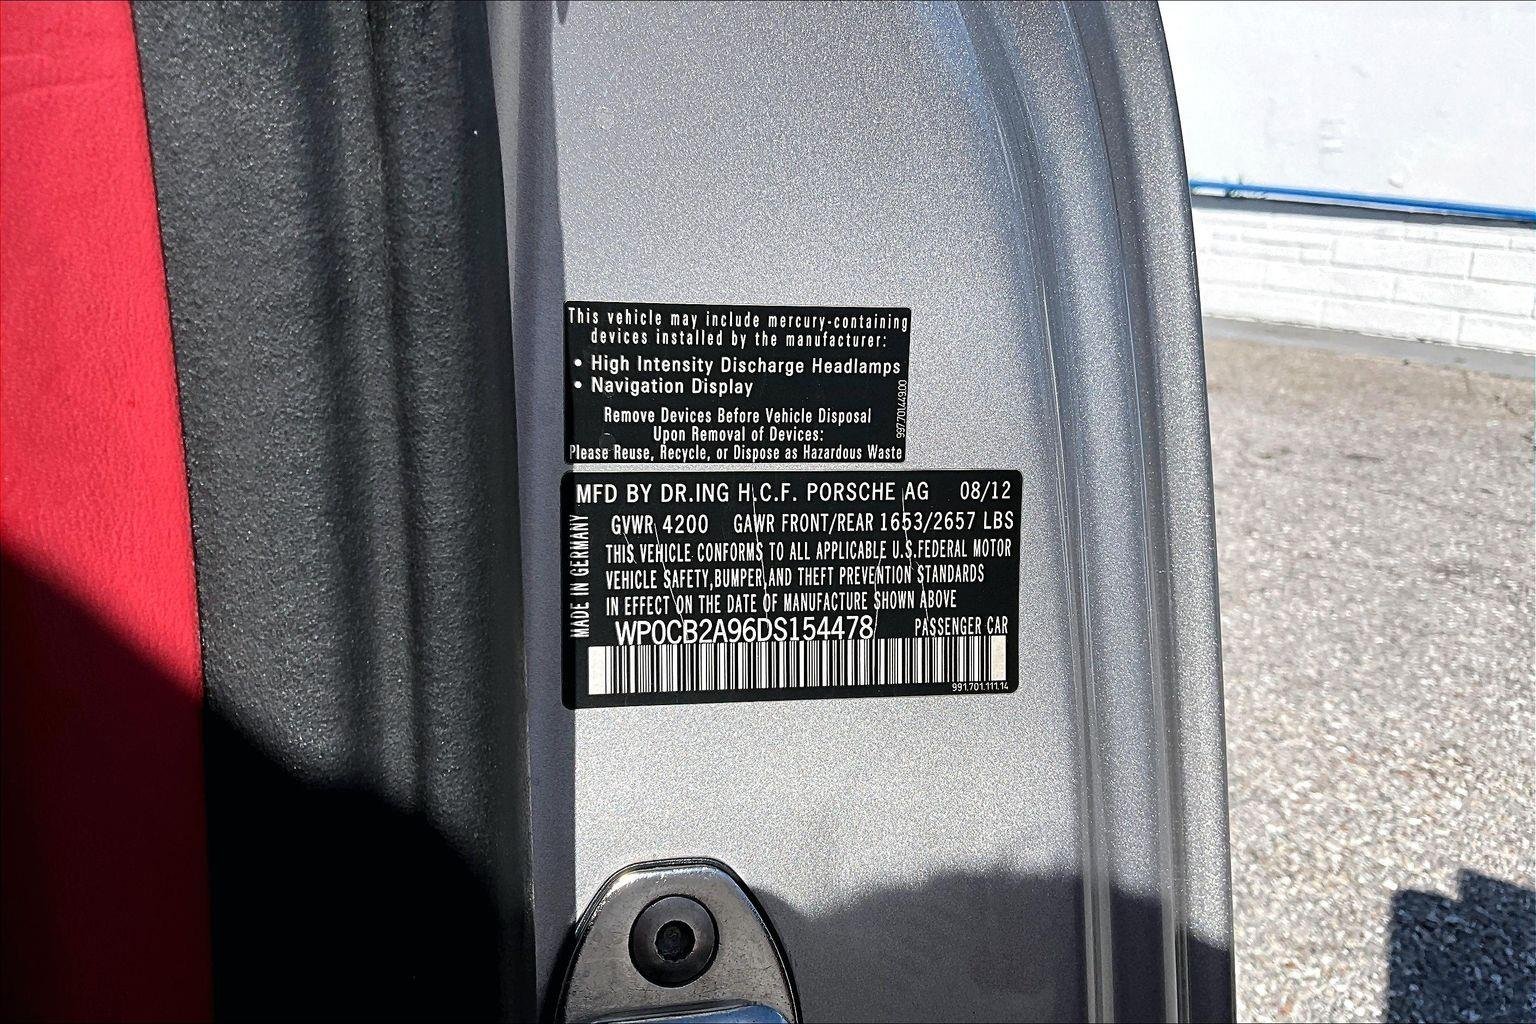 This vehicle may include mercury-containing
devices installed by the manufacturer:
• High Intensity Discharge Headlamps
• Navigation Display
Remove Devices Before Vehicle Disposal
Upon Removal of Devices:
Please Reuse, Recycle, or Dispose as Hazardous Waste
997.701.449.00
MFD BY DR.ING H.C.F. PORSCHE AG 08/12
GVWR 4200 GAWR FRONT/REAR 1653/2657 LBS
THIS VEHICLE CONFORMS TO ALL APPLICABLE U.S.FEDERAL MOTOR
VEHICLE SAFETY,BUMPER,AND THEFT PREVENTION STANDARDS
IN EFFECT ON THE DATE OF MANUFACTURE SHOWN ABOVE
WP0CB2A96DS154478 PASSENGER CAR
MADE IN GERMANY
991.701.111.14